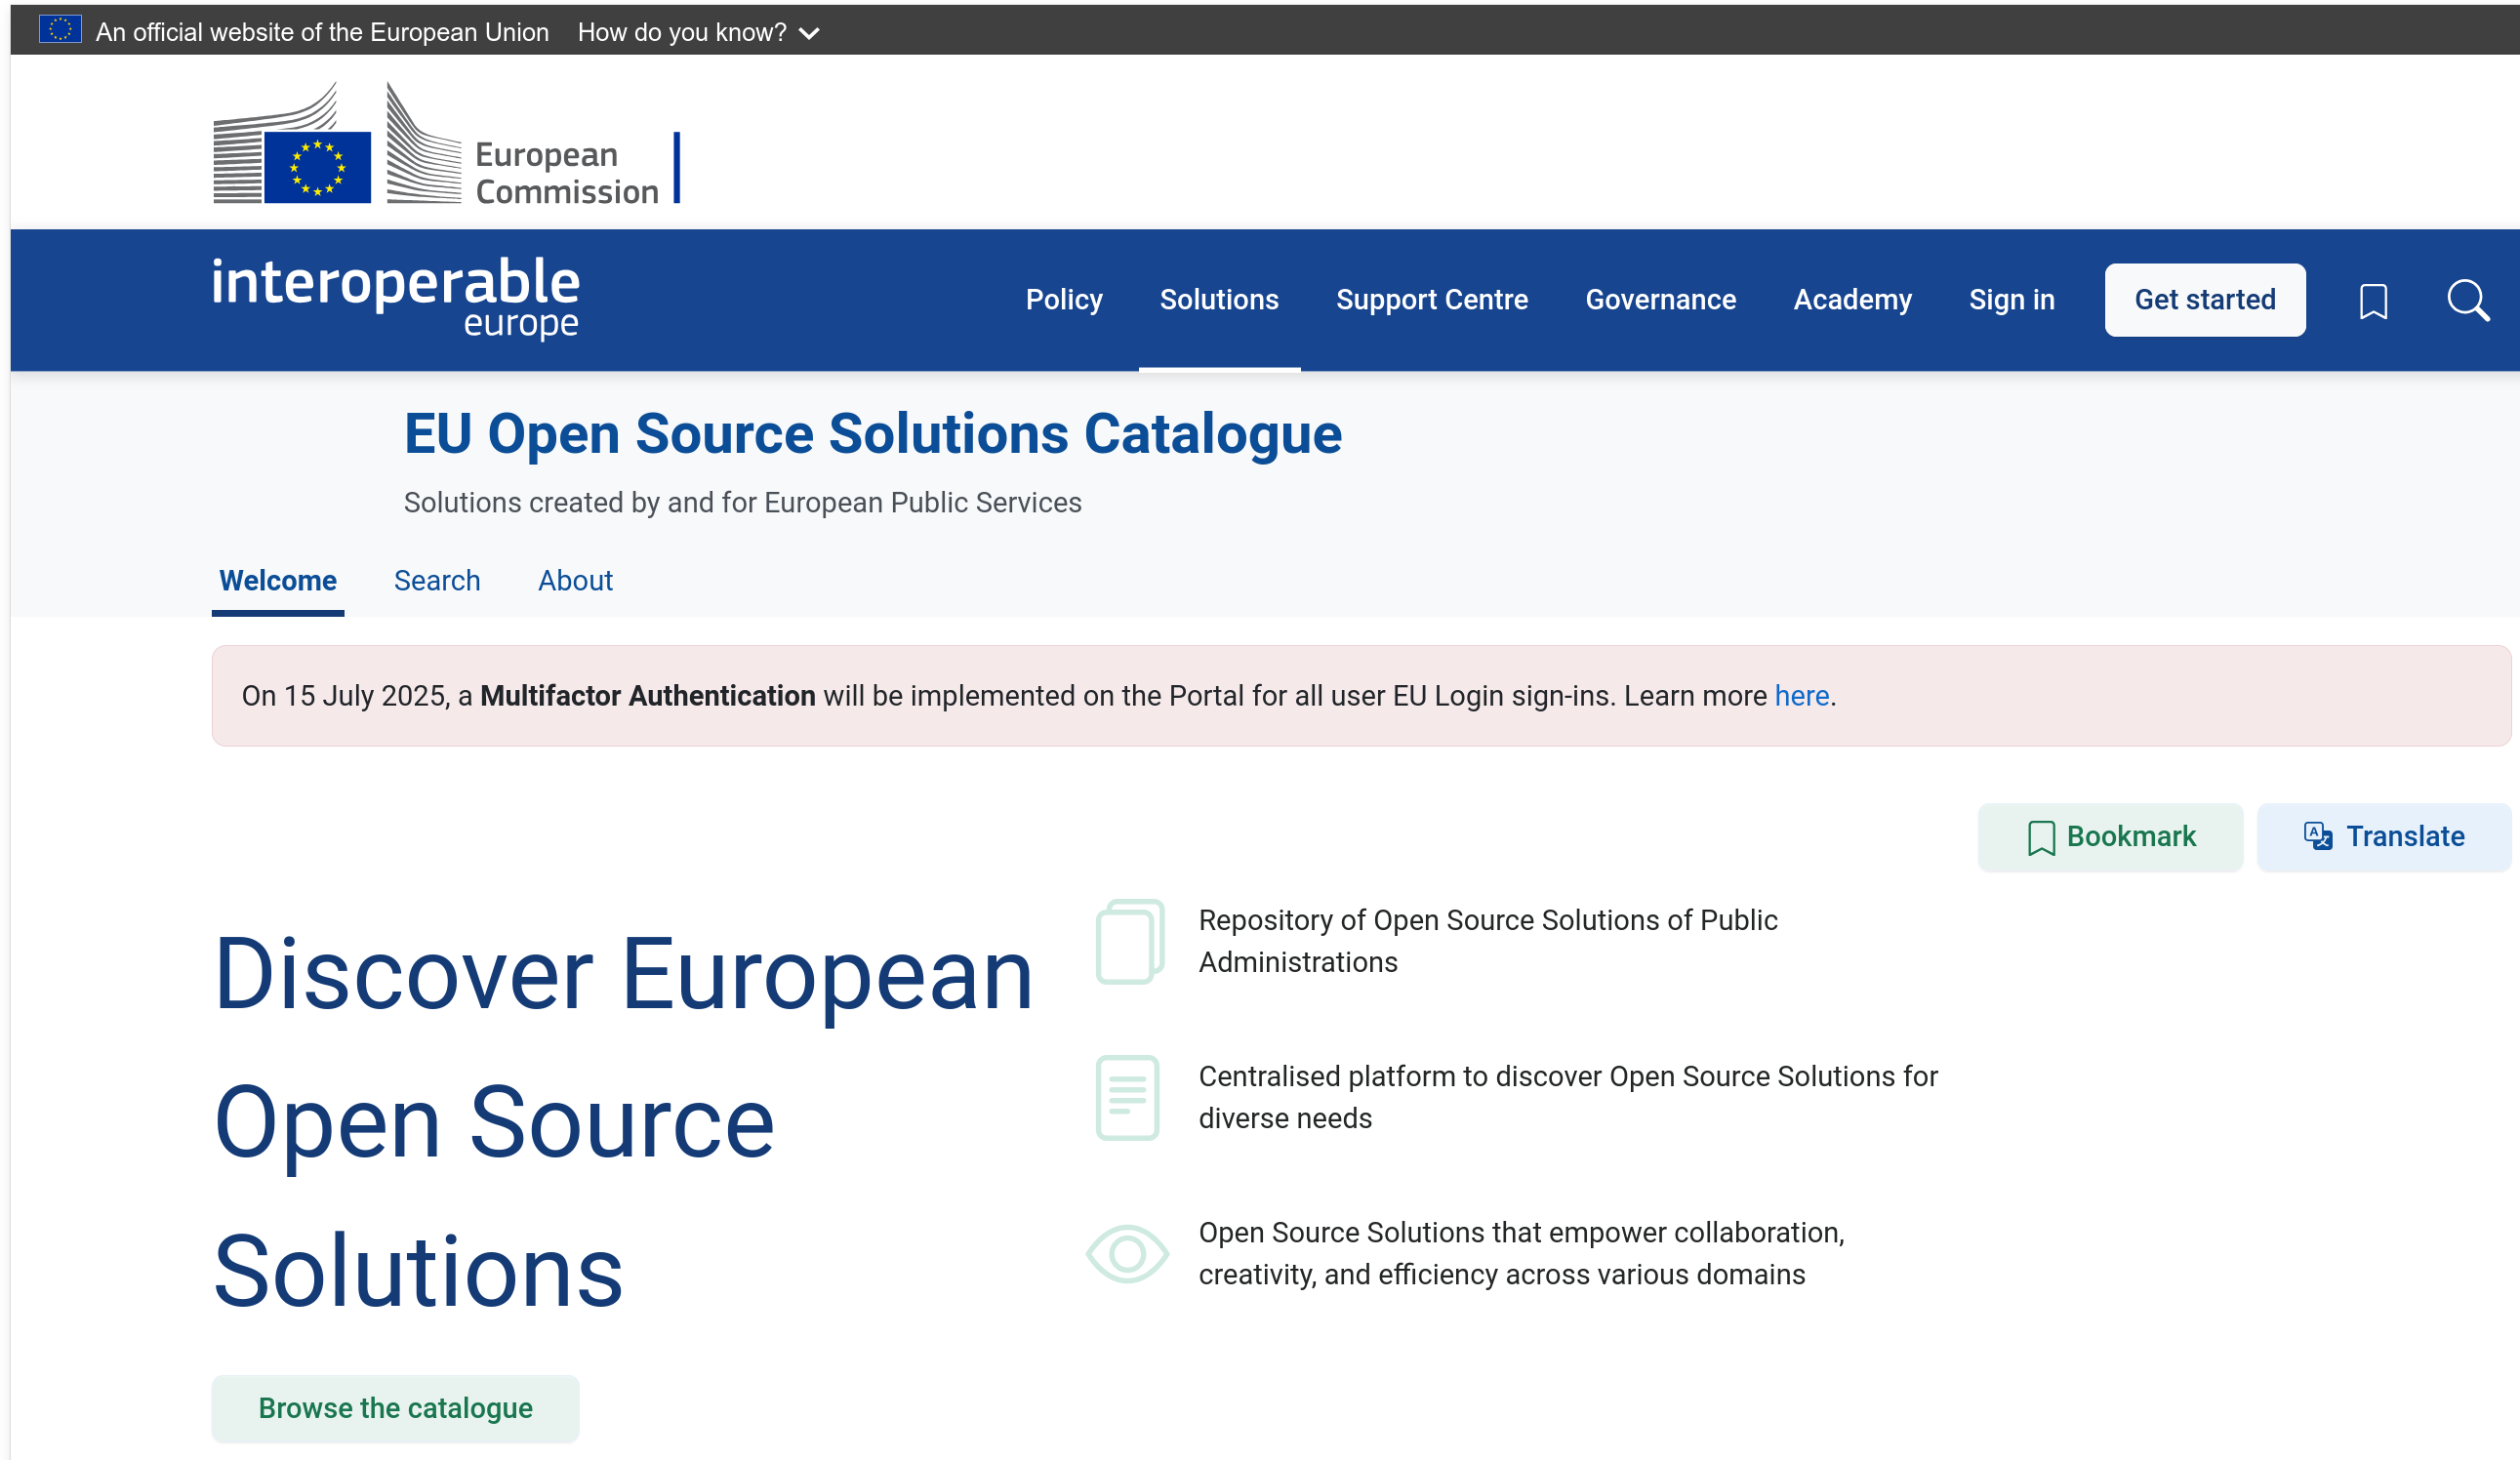 An official website of the European Union How do you know?
European
Commission
interoperable
europe
Policy Solutions Support Centre Governance Academy Sign in Get started
EU Open Source Solutions Catalogue
Solutions created by and for European Public Services
Welcome Search About
On 15 July 2025, a Multifactor Authentication will be implemented on the Portal for all user EU Login sign-ins. Learn more here.
Bookmark Translate
Discover European
Open Source
Solutions
Browse the catalogue
Repository of Open Source Solutions of Public
Administrations
Centralised platform to discover Open Source Solutions for
diverse needs
Open Source Solutions that empower collaboration,
creativity, and efficiency across various domains